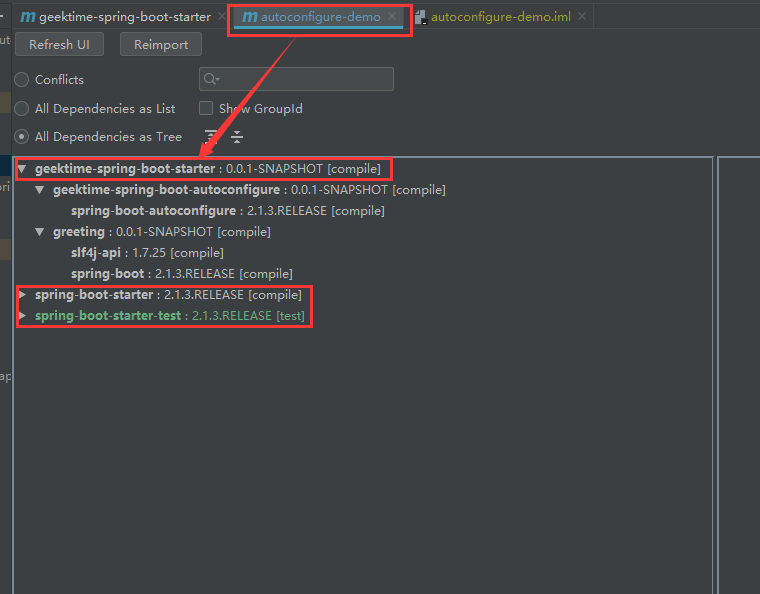 geektime-spring-boot-starter × autoconfigure-demo × autoconfigure-demo.iml ×
Refresh UI Reimport
Conflicts
All Dependencies as List Show GroupId
All Dependencies as Tree
geektime-spring-boot-starter : 0.0.1-SNAPSHOT [compile]
geektime-spring-boot-autoconfigure : 0.0.1-SNAPSHOT [compile]
spring-boot-autoconfigure : 2.1.3.RELEASE [compile]
greeting : 0.0.1-SNAPSHOT [compile]
slf4j-api : 1.7.25 [compile]
spring-boot : 2.1.3.RELEASE [compile]
spring-boot-starter : 2.1.3.RELEASE [compile]
spring-boot-starter-test : 2.1.3.RELEASE [test]